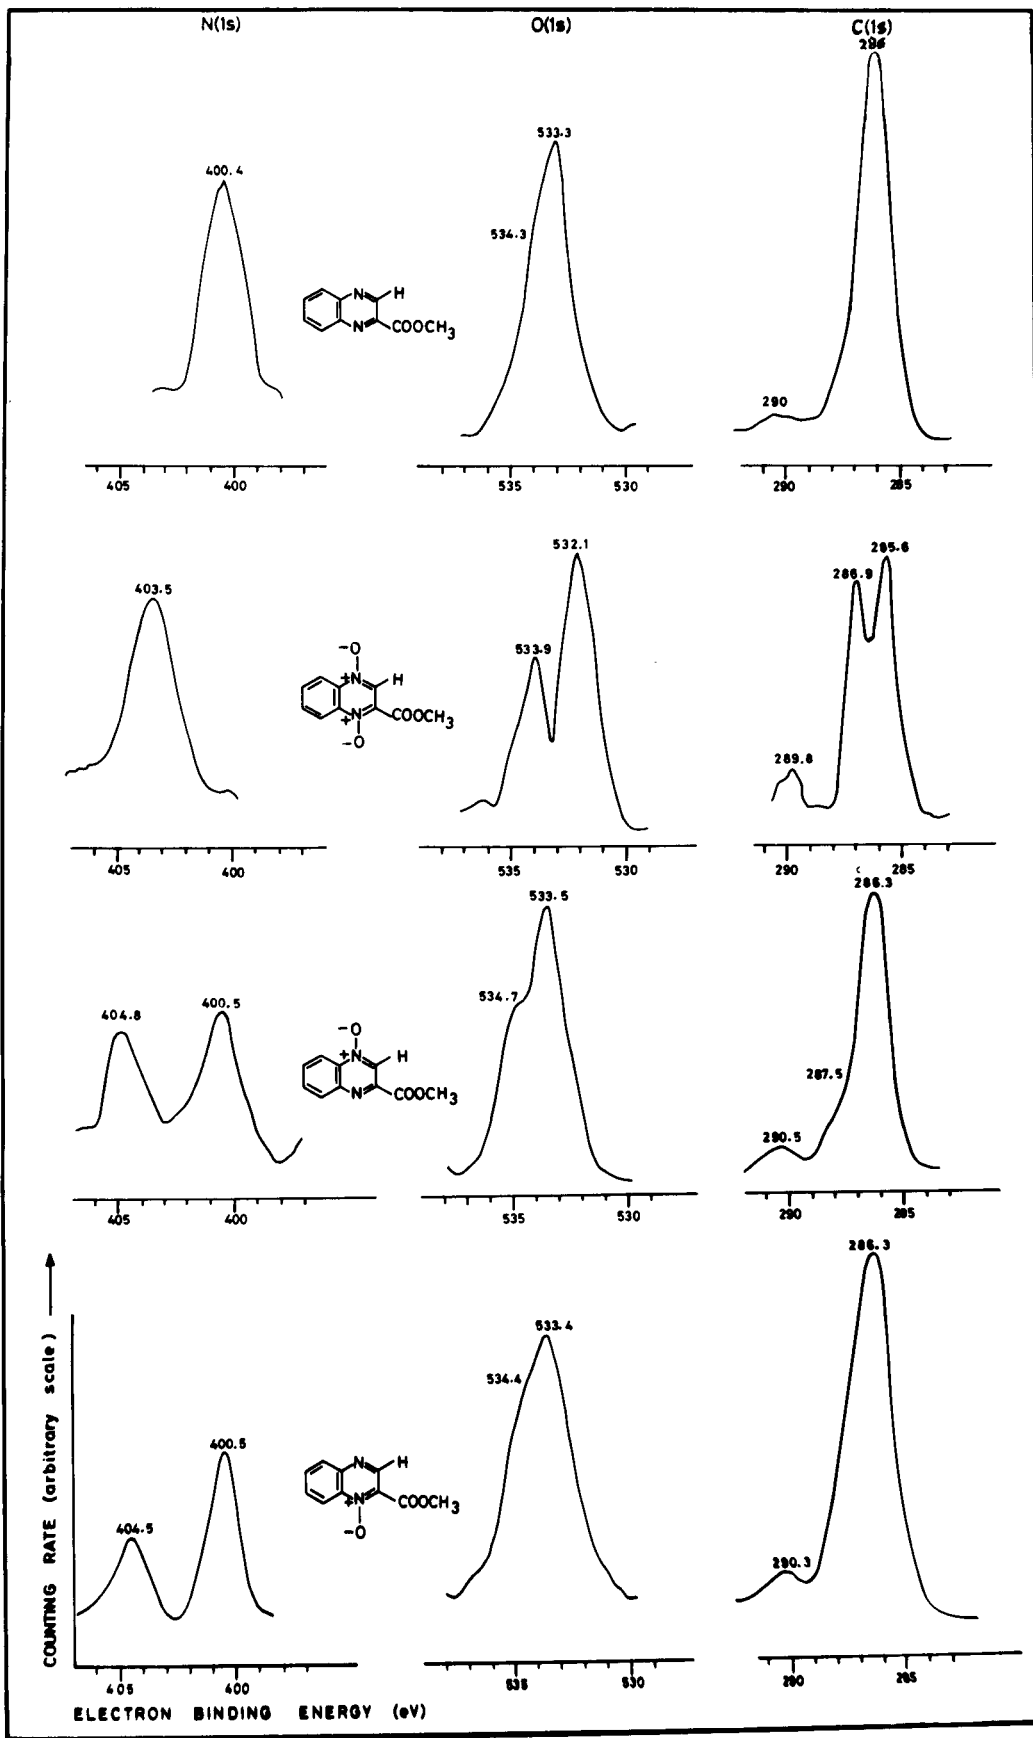 N(1s) O(1s) C(1s)
400.4
533.3
534.3
286
290
N H
N COOCH3
405 400
535 530
290 285
403.5
533.9
532.1
289.8
286.9
285.6
-O
+N H
N COOCH3
+
-O
405 400
535 530
290 285
404.8
400.5
534.7
533.5
290.5
287.5
286.3
-O
+N H
N COOCH3
405 400
535 530
290 285
404.5
400.5
534.4
533.4
290.3
286.3
N H
+N COOCH3
-O
405 400
535 530
290 285
COUNTING RATE (arbitrary scale)
ELECTRON BINDING ENERGY (eV)